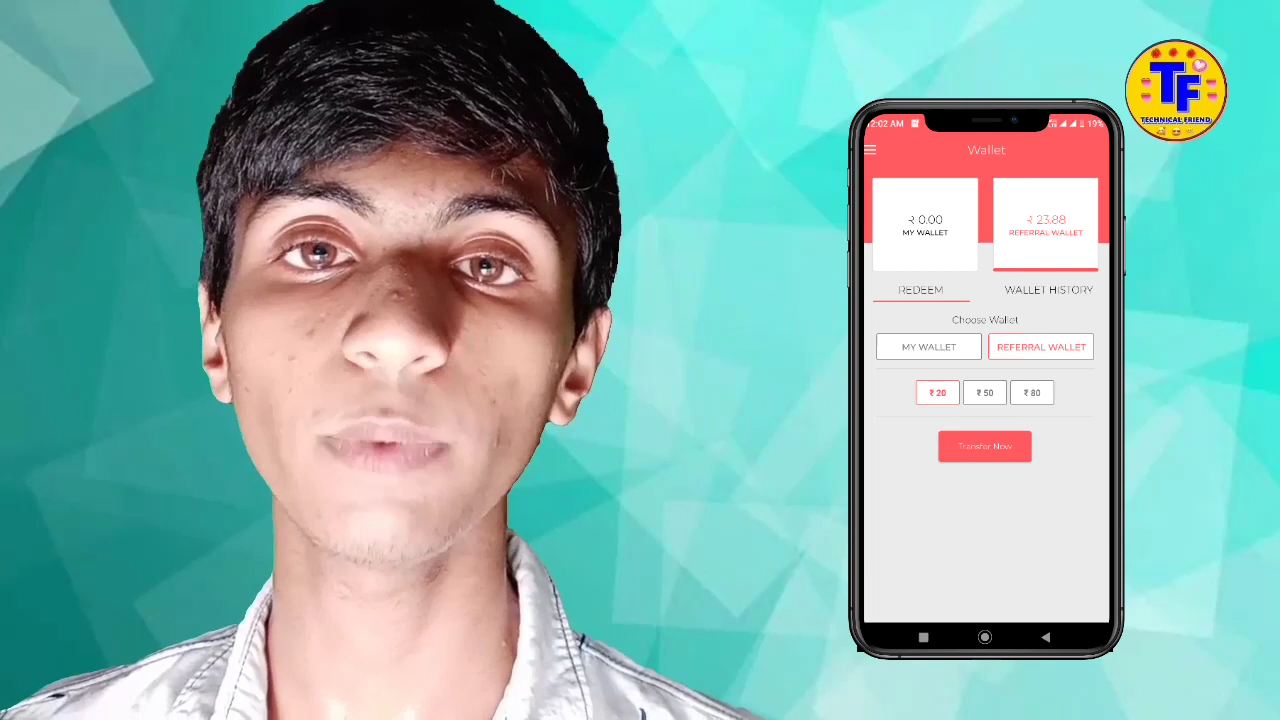 TF
TECHNICAL FRIEND
12:02 AM
19%
Wallet
₹ 0.00
MY WALLET
₹ 23.88
REFERRAL WALLET
REDEEM
WALLET HISTORY
Choose Wallet
MY WALLET
REFERRAL WALLET
₹ 20
₹ 50
₹ 80
Transfer Now